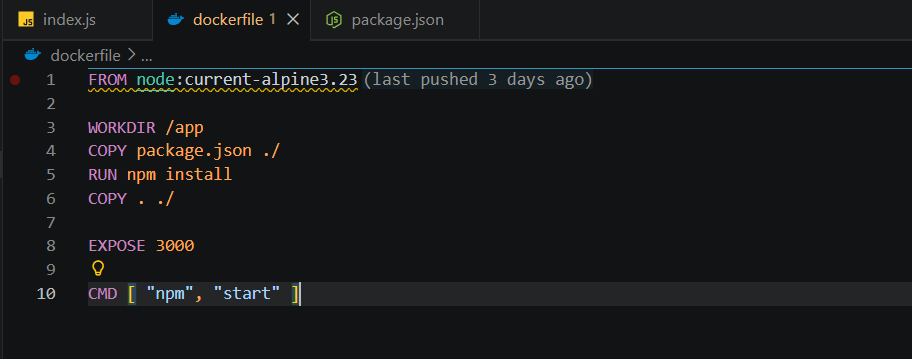 JS index.js dockerfile 1 package.json
dockerfile > ...
1 FROM node:current-alpine3.23 (last pushed 3 days ago)
2
3 WORKDIR /app
4 COPY package.json ./
5 RUN npm install
6 COPY . ./
7
8 EXPOSE 3000
9
10 CMD [ "npm", "start" ]